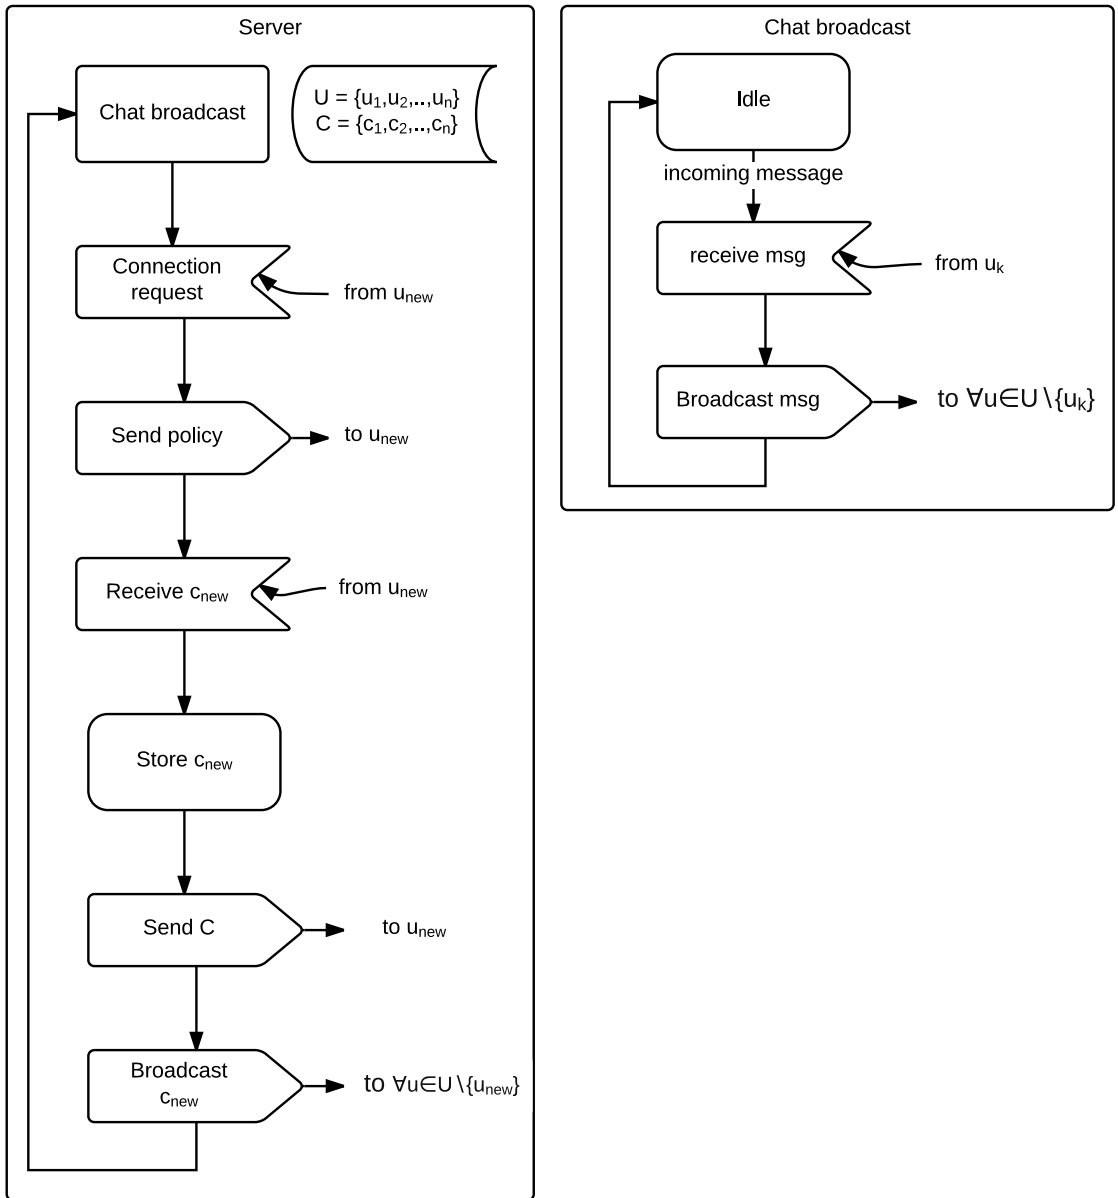 Server
Chat broadcast
U = {u₁,u₂,..,uₙ}
C = {c₁,c₂,..,cₙ}
Connection
request
from uₙₑw
Send policy
to uₙₑw
Receive cₙₑw
from uₙₑw
Store cₙₑw
Send C
to uₙₑw
Broadcast
cₙₑw
to ∀u∈U\{uₙₑw}
Chat broadcast
Idle
incoming message
receive msg
from uₖ
Broadcast msg
to ∀u∈U\{uₖ}